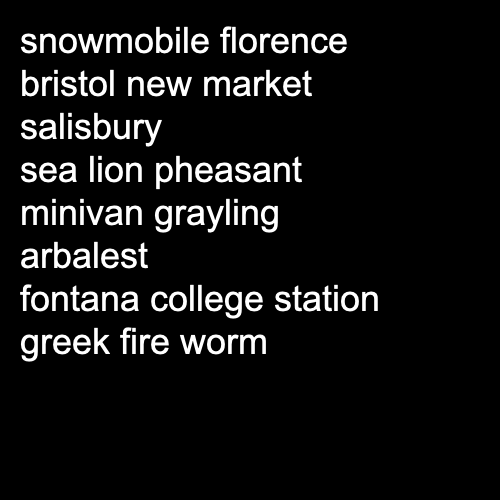 snowmobile florence
bristol new market
salisbury
sea lion pheasant
minivan grayling
arbalest
fontana college station
greek fire worm